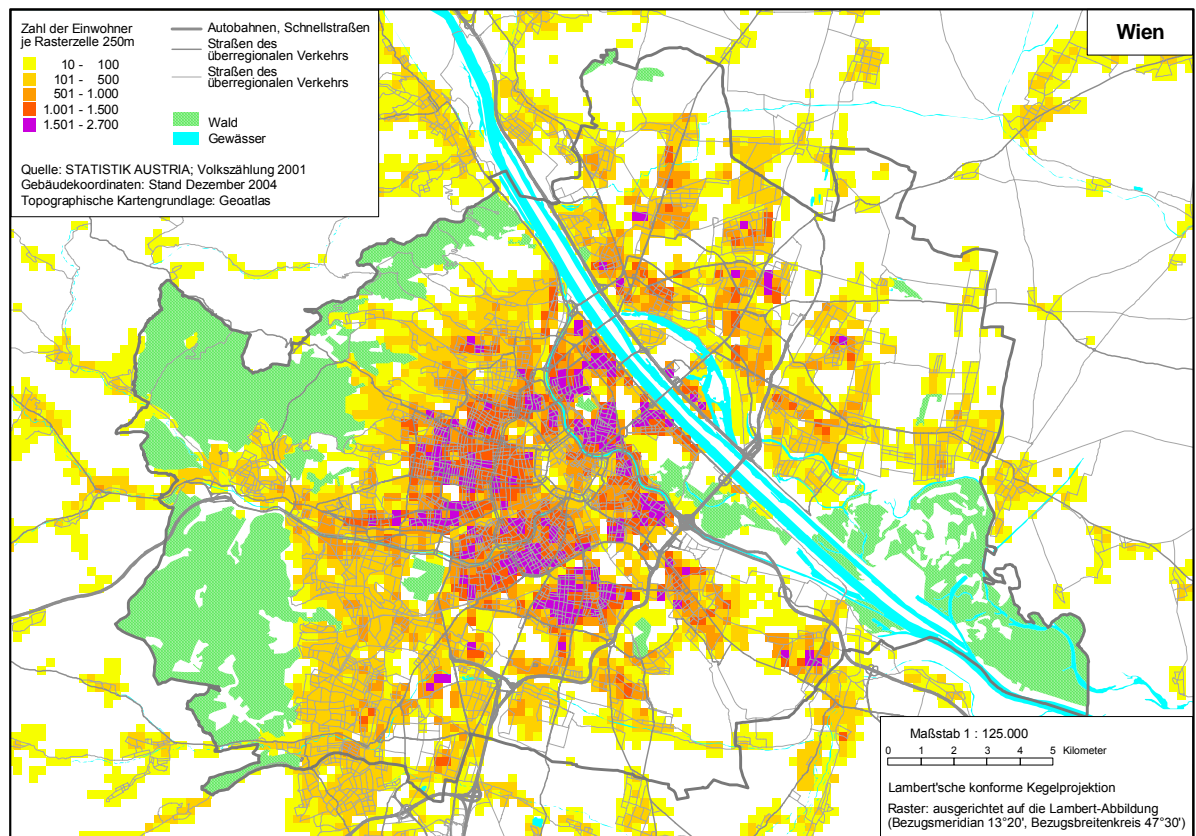 Zahl der Einwohner
je Rasterzelle 250m
10 - 100
101 - 500
501 - 1.000
1.001 - 1.500
1.501 - 2.700
Autobahnen, Schnellstraßen
Straßen des
überregionalen Verkehrs
Straßen des
überregionalen Verkehrs
Wald
Gewässer
Quelle: STATISTIK AUSTRIA; Volkszählung 2001
Gebäudekoordinaten: Stand Dezember 2004
Topographische Kartengrundlage: Geoatlas
Wien
Maßstab 1 : 125.000
0 1 2 3 4 5 Kilometer
Lambert'sche konforme Kegelprojektion
Raster: ausgerichtet auf die Lambert-Abbildung
(Bezugsmeridian 13°20', Bezugsbreitenkreis 47°30')